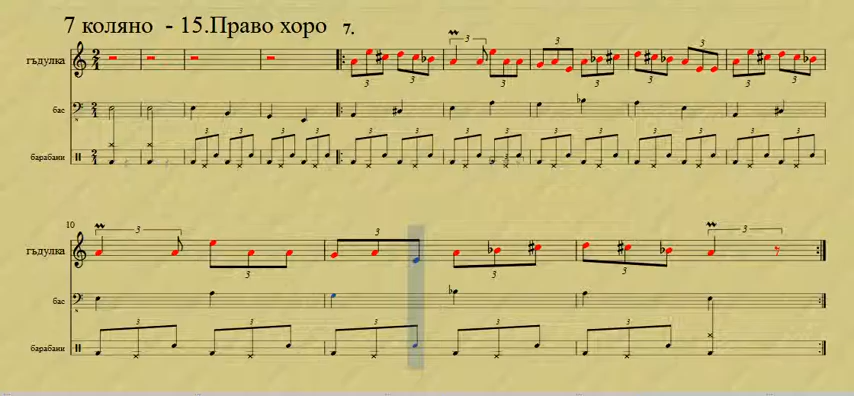 7 коляно - 15.Право хоро 7.
гъдулка
бас
барабани
10
гъдулка
бас
барабани